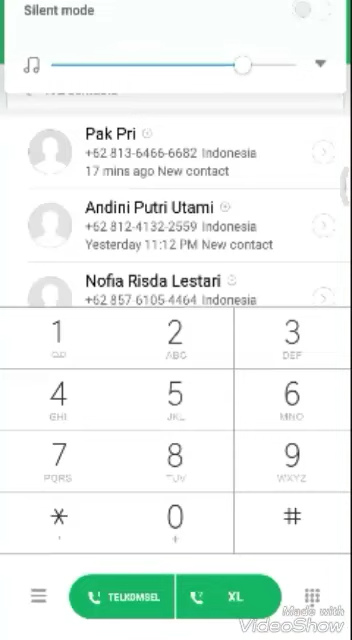 Silent mode
Pak Pri
+62 813-6466-6682 Indonesia
17 mins ago New contact
Andini Putri Utami
+62 812-4132-2559 Indonesia
Yesterday 11:12 PM New contact
Nofia Risda Lestari
+62 857 6105-4464 Indonesia
1 2 3
ABC DEF
4 5 6
GHI JKL MNO
7 8 9
PQRS TUV WXYZ
* 0 #
+
1 TELKOMSEL 2 XL
Made with
VideoShow